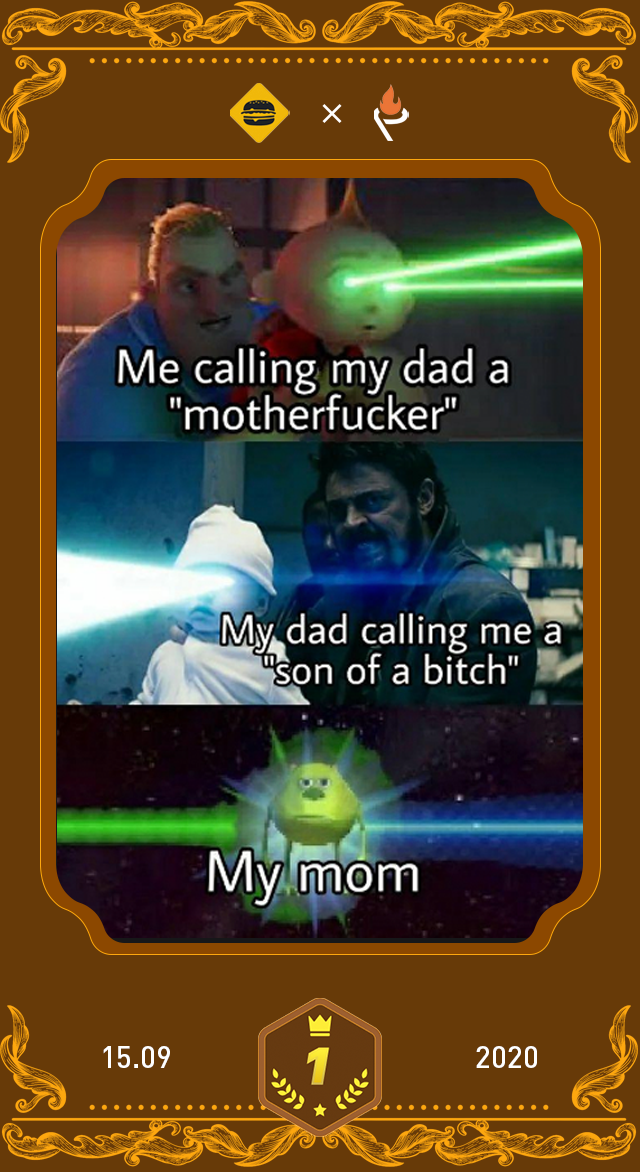 Me calling my dad a
"motherfucker"
My dad calling me a
"son of a bitch"
My mom
15.09
1
2020